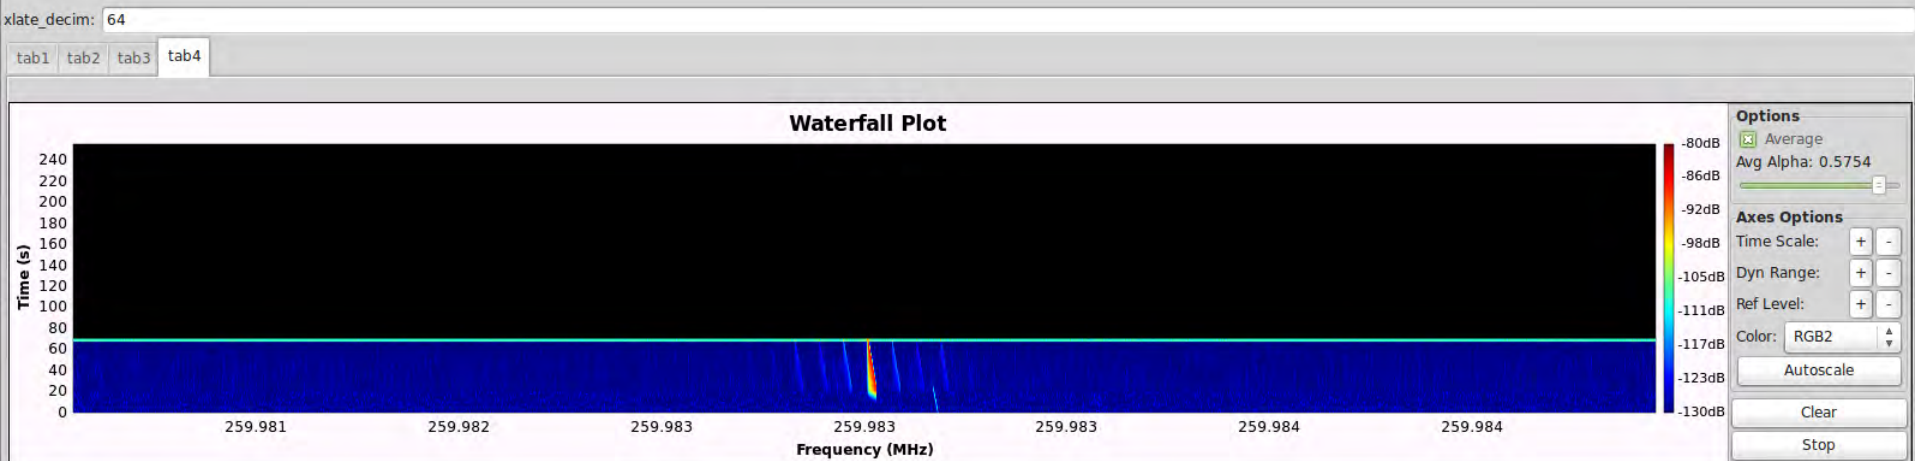 xlate_decim: 64
tab1 tab2 tab3 tab4
Waterfall Plot
Time (s)
240
220
200
180
160
140
120
100
80
60
40
20
0
259.981 259.982 259.983 259.983 259.983 259.984 259.984
Frequency (MHz)
-80dB
-86dB
-92dB
-98dB
-105dB
-111dB
-117dB
-123dB
-130dB
Options
Average
Avg Alpha: 0.5754
Axes Options
Time Scale: + -
Dyn Range: + -
Ref Level: + -
Color: RGB2
Autoscale
Clear
Stop